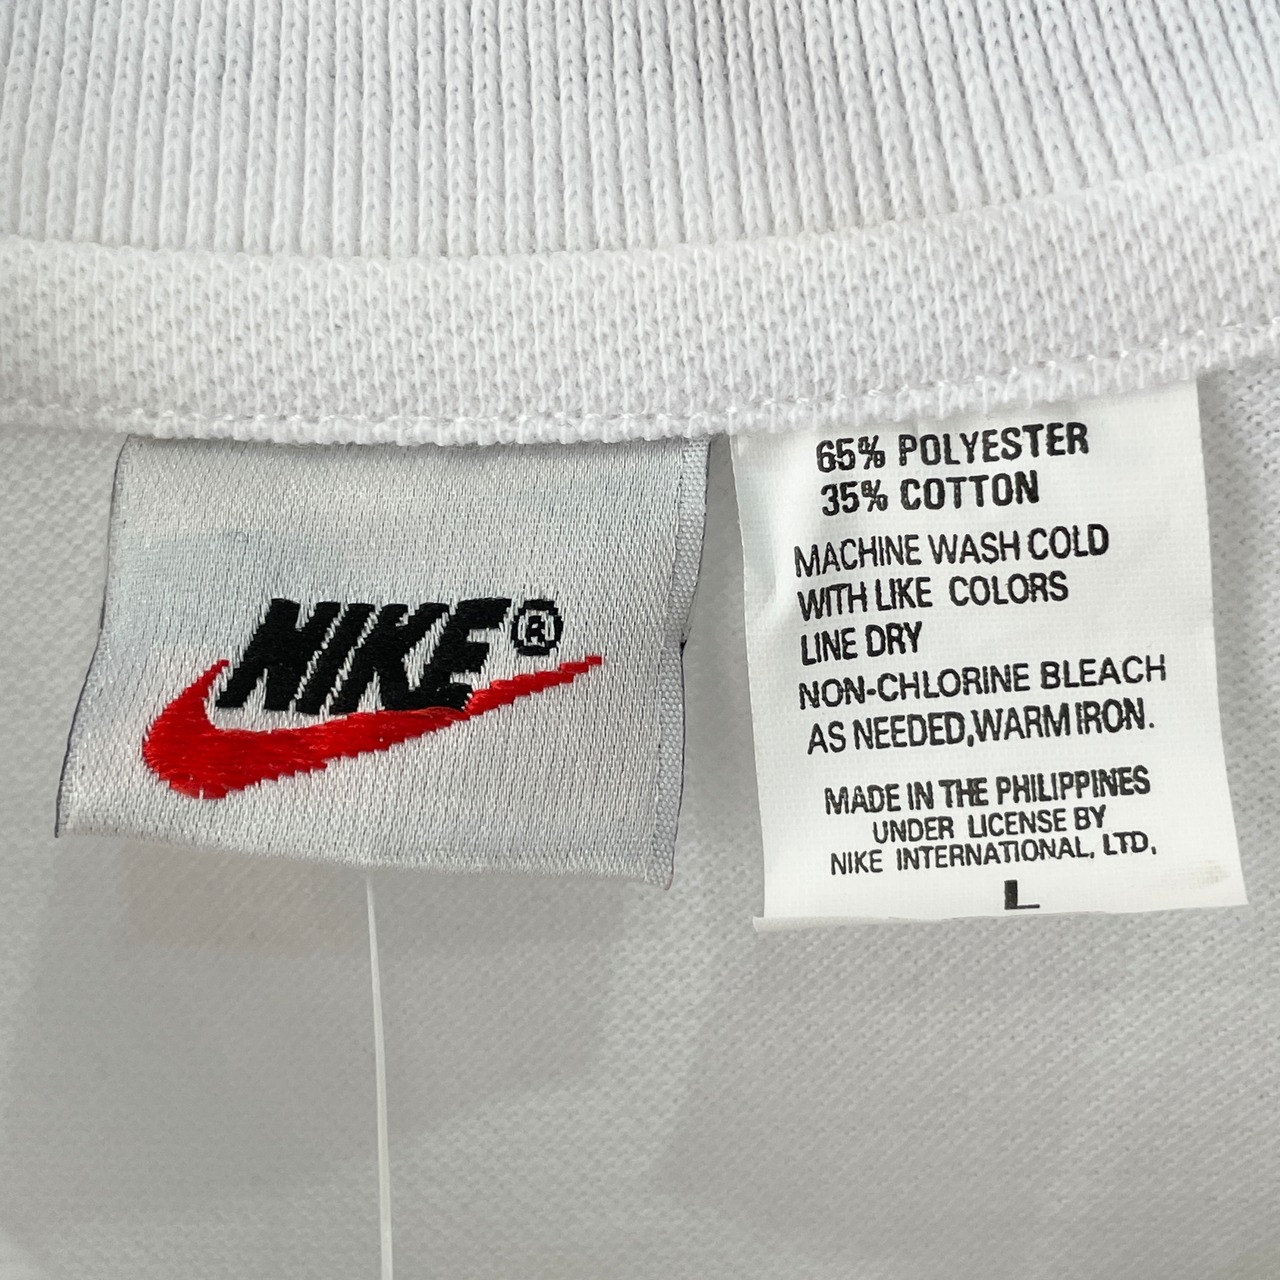 NIKE®
65% POLYESTER
35% COTTON
MACHINE WASH COLD
WITH LIKE COLORS
LINE DRY
NON-CHLORINE BLEACH
AS NEEDED,WARM IRON.
MADE IN THE PHILIPPINES
UNDER LICENSE BY
NIKE INTERNATIONAL, LTD.
L